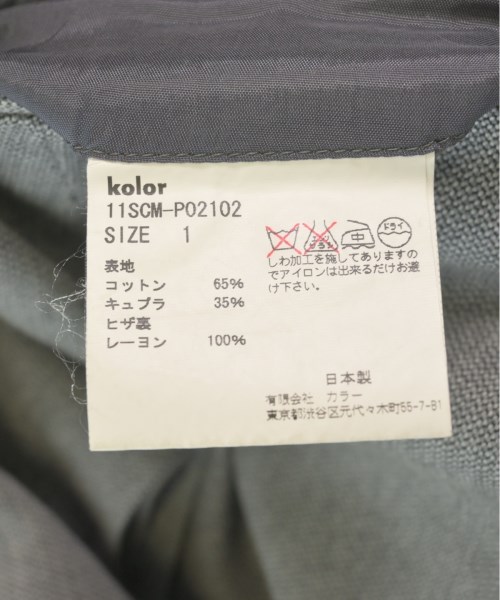 kolor
11SCM-P02102
SIZE 1
表地
コットン 65%
キュプラ 35%
ヒザ裏
レーヨン 100%
ドライ
しわ加工を施してありますの
でアイロンは出来るだけお避
け下さい。
日本製
有限会社 カラー
東京都渋谷区元代々木町55-7-B1